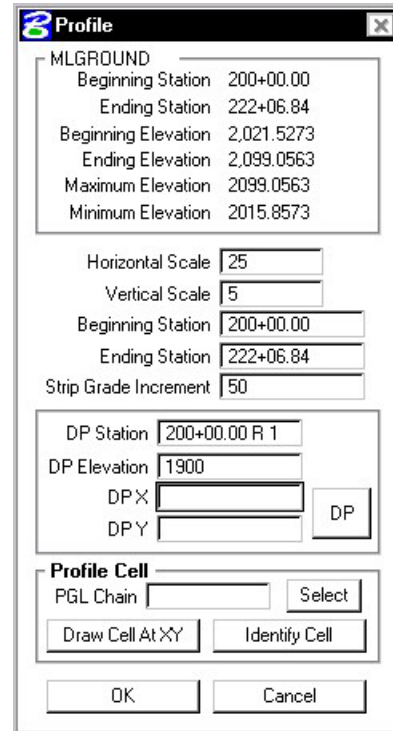 Profile
MLGROUND
Beginning Station 200+00.00
Ending Station 222+06.84
Beginning Elevation 2,021.5273
Ending Elevation 2,099.0563
Maximum Elevation 2099.0563
Minimum Elevation 2015.8573
Horizontal Scale 25
Vertical Scale 5
Beginning Station 200+00.00
Ending Station 222+06.84
Strip Grade Increment 50
DP Station 200+00.00 R 1
DP Elevation 1900
DP X
DP Y
DP
Profile Cell
PGL Chain Select
Draw Cell At XY Identify Cell
OK Cancel